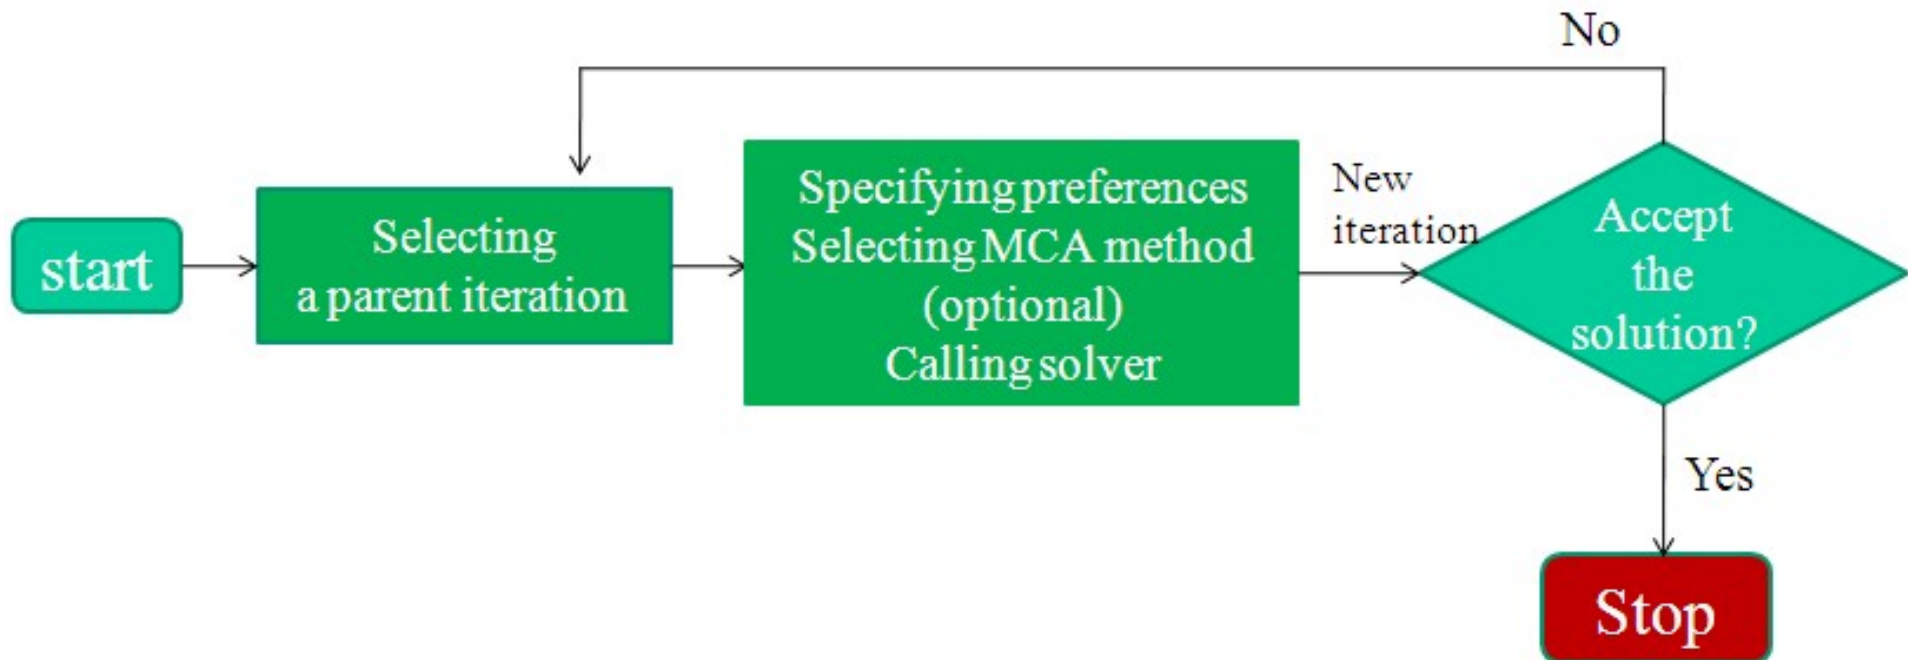 No
start
Selecting
a parent iteration
Specifying preferences
Selecting MCA method
(optional)
Calling solver
New
iteration
Accept
the
solution?
Yes
Stop